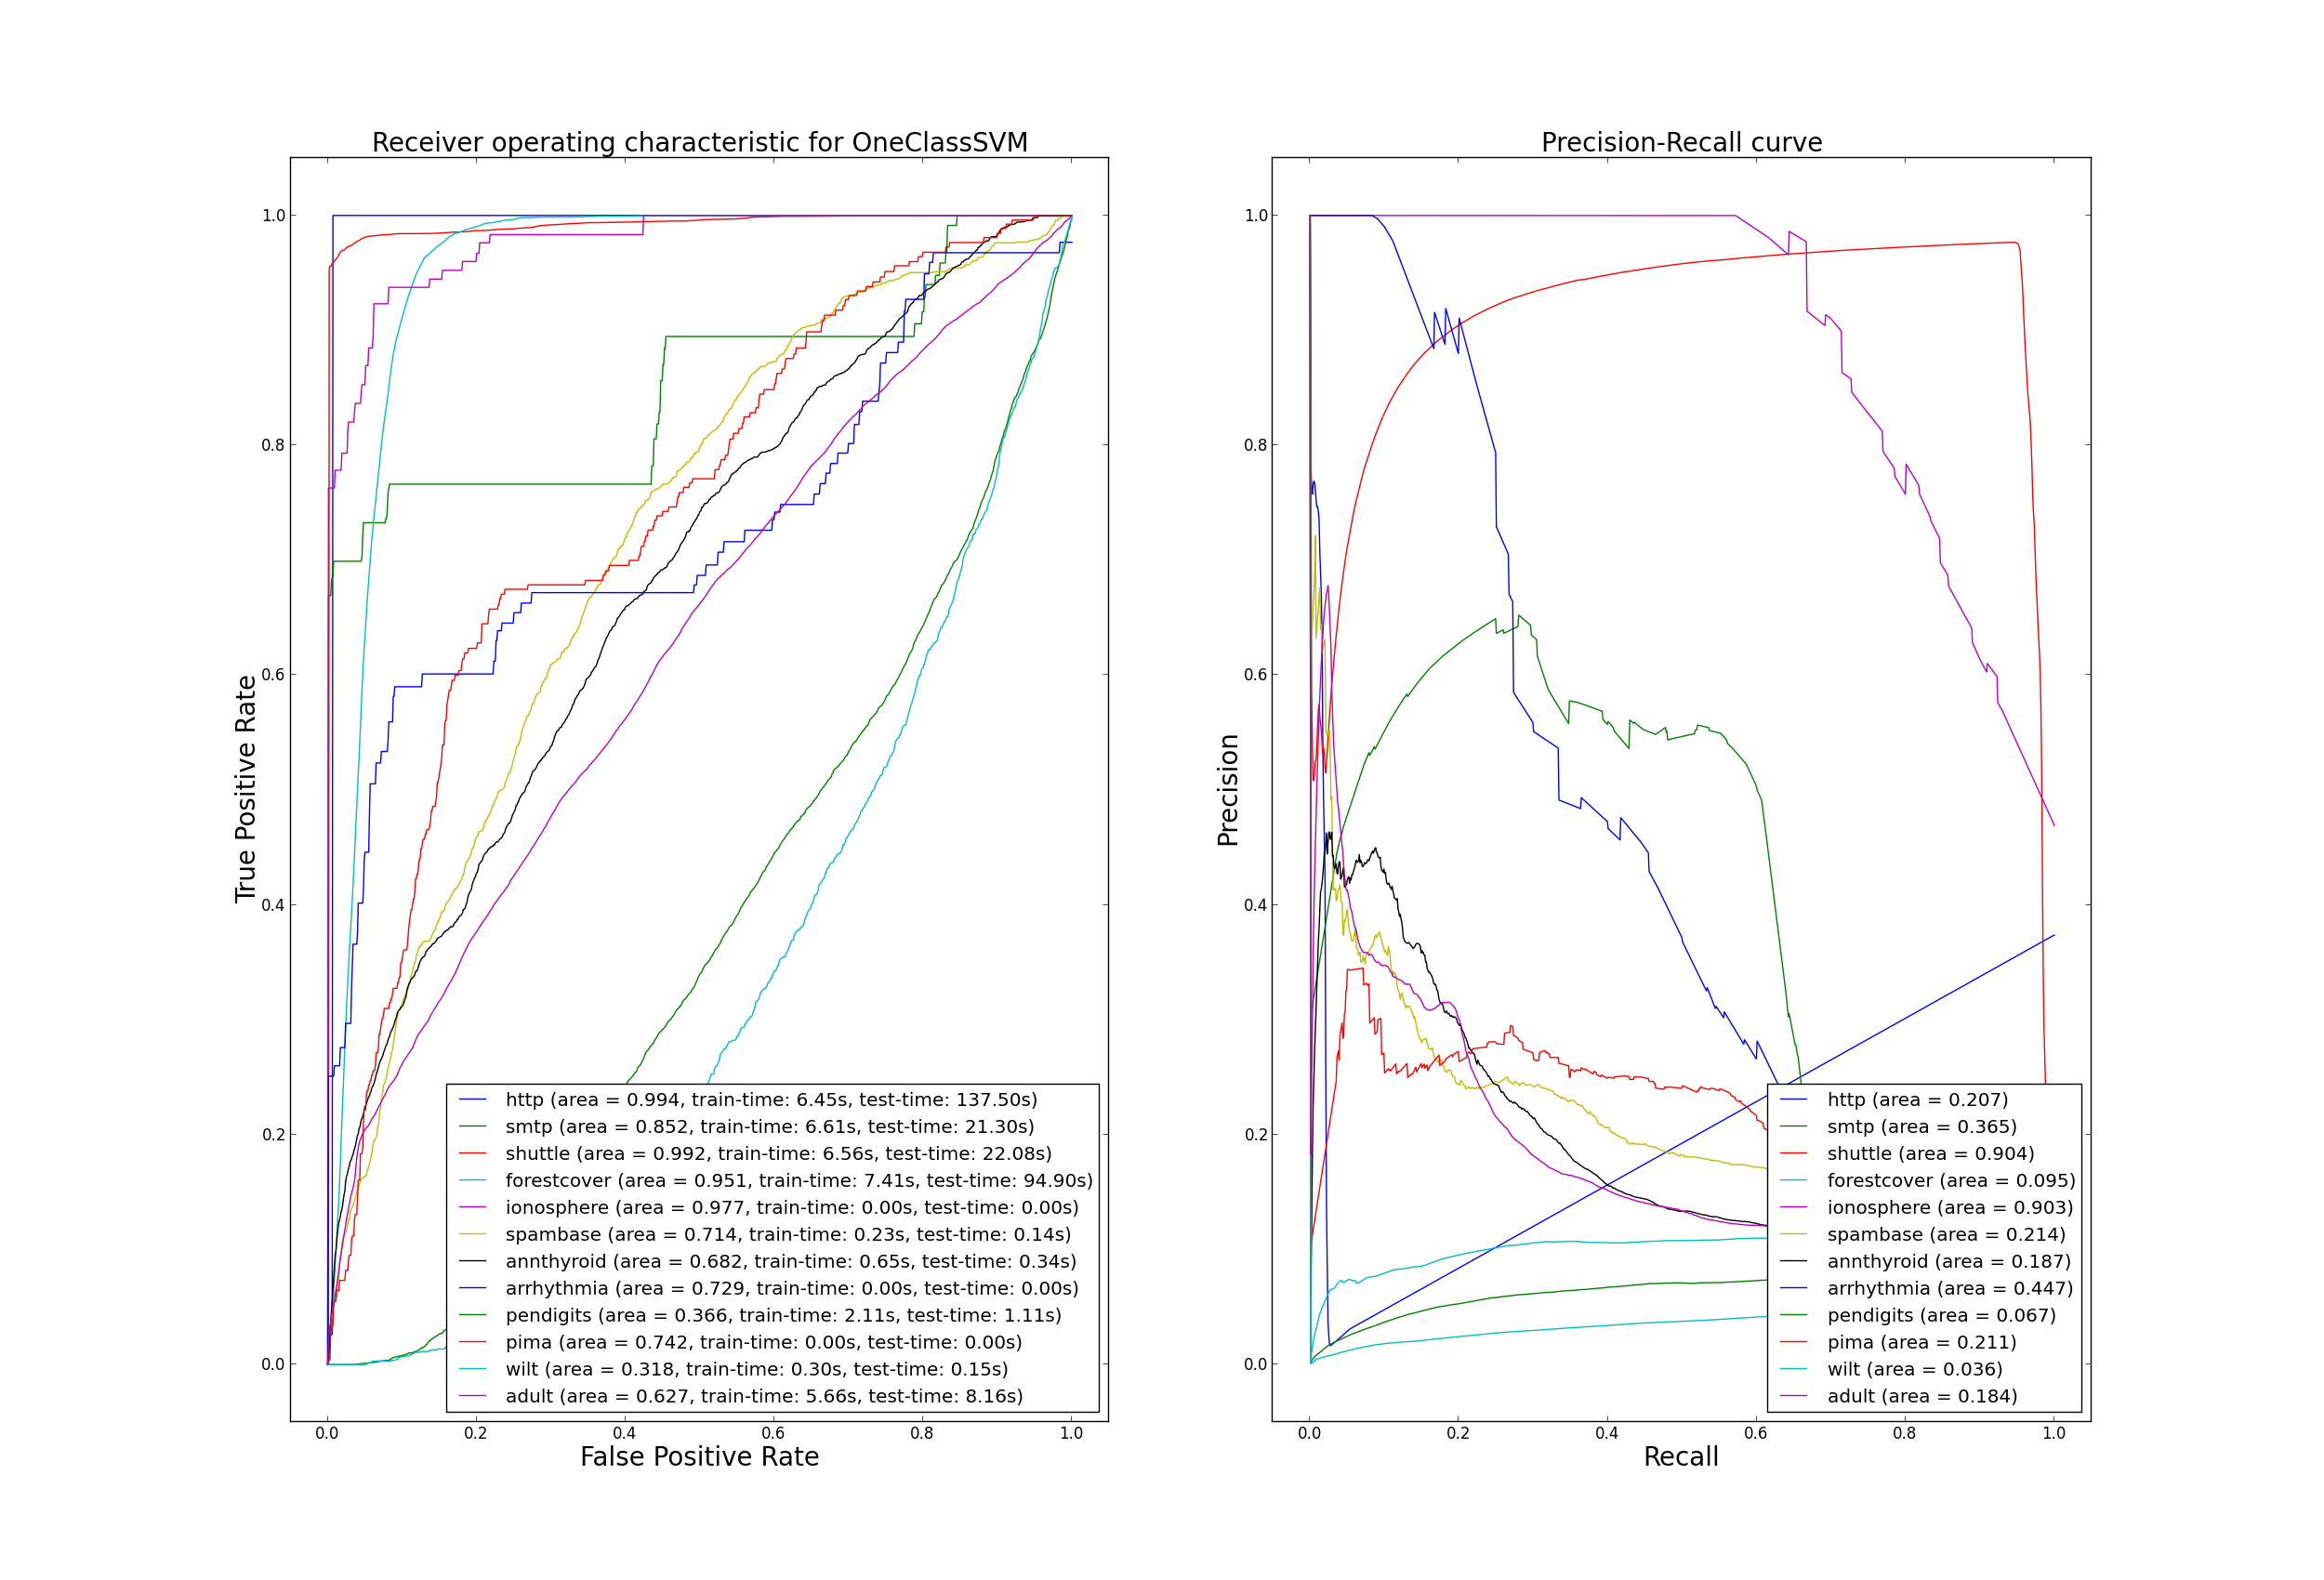 Receiver operating characteristic for OneClassSVM
True Positive Rate
1.0
0.8
0.6
0.4
0.2
0.0
http (area = 0.994, train-time: 6.45s, test-time: 137.50s)
smtp (area = 0.852, train-time: 6.61s, test-time: 21.30s)
shuttle (area = 0.992, train-time: 6.56s, test-time: 22.08s)
forestcover (area = 0.951, train-time: 7.41s, test-time: 94.90s)
ionosphere (area = 0.977, train-time: 0.00s, test-time: 0.00s)
spambase (area = 0.714, train-time: 0.23s, test-time: 0.14s)
annthyroid (area = 0.682, train-time: 0.65s, test-time: 0.34s)
arrhythmia (area = 0.729, train-time: 0.00s, test-time: 0.00s)
pendigits (area = 0.366, train-time: 2.11s, test-time: 1.11s)
pima (area = 0.742, train-time: 0.00s, test-time: 0.00s)
wilt (area = 0.318, train-time: 0.30s, test-time: 0.15s)
adult (area = 0.627, train-time: 5.66s, test-time: 8.16s)
0.0 0.2 0.4 0.6 0.8 1.0
False Positive Rate
Precision-Recall curve
Precision
1.0
0.8
0.6
0.4
0.2
0.0
http (area = 0.207)
smtp (area = 0.365)
shuttle (area = 0.904)
forestcover (area = 0.095)
ionosphere (area = 0.903)
spambase (area = 0.214)
annthyroid (area = 0.187)
arrhythmia (area = 0.447)
pendigits (area = 0.067)
pima (area = 0.211)
wilt (area = 0.036)
adult (area = 0.184)
0.0 0.2 0.4 0.6 0.8 1.0
Recall